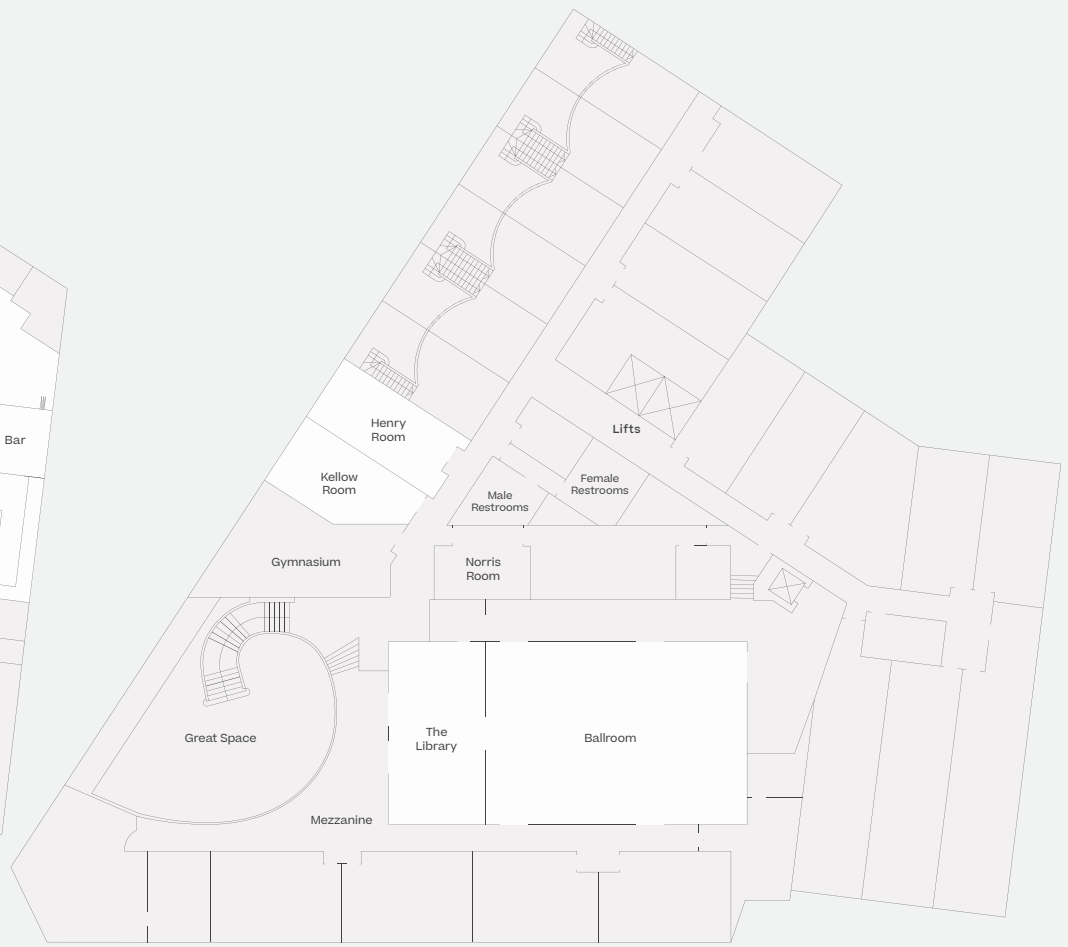 Bar
Henry
Room
Kellow
Room
Lifts
Male
Restrooms
Female
Restrooms
Gymnasium
Norris
Room
Great Space
The
Library
Ballroom
Mezzanine